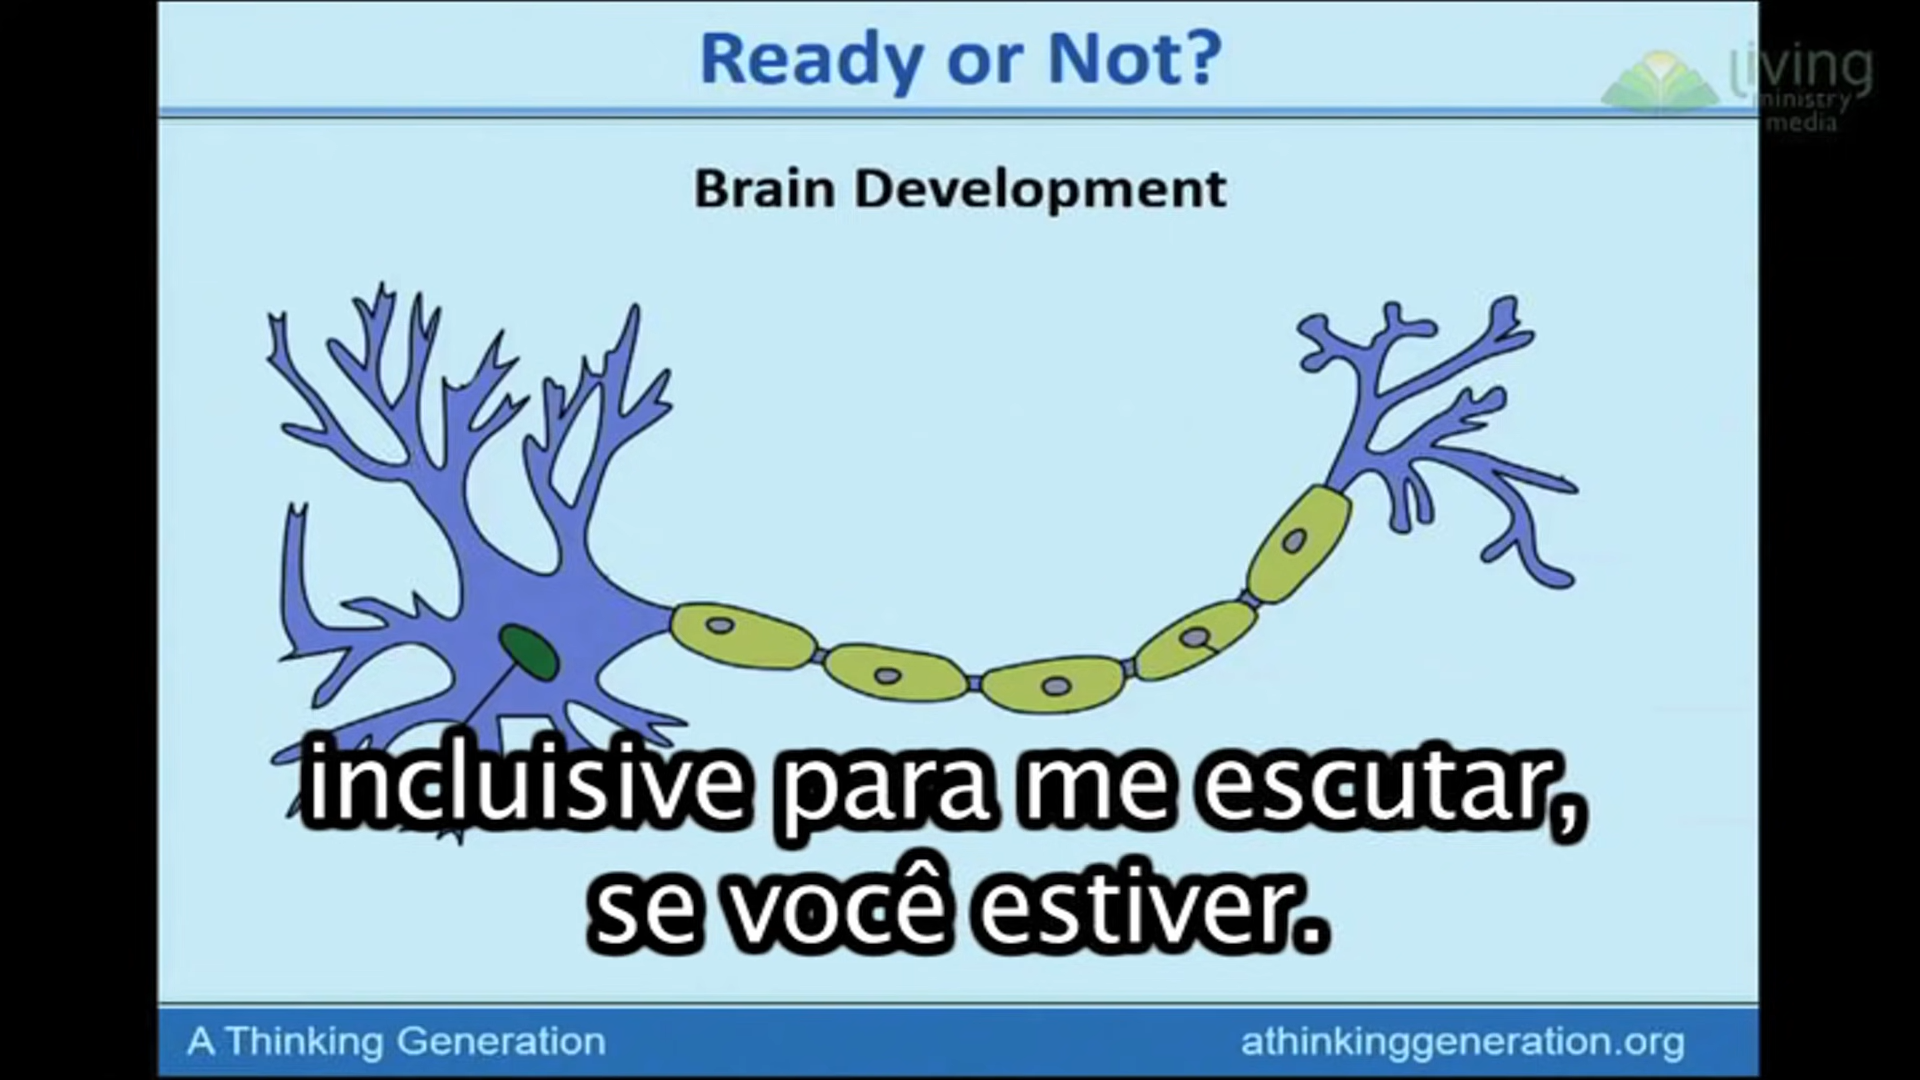 Ready or Not?
living
ministry
media
Brain Development
incluisive para me escutar,
se você estiver.
A Thinking Generation
athinkinggeneration.org